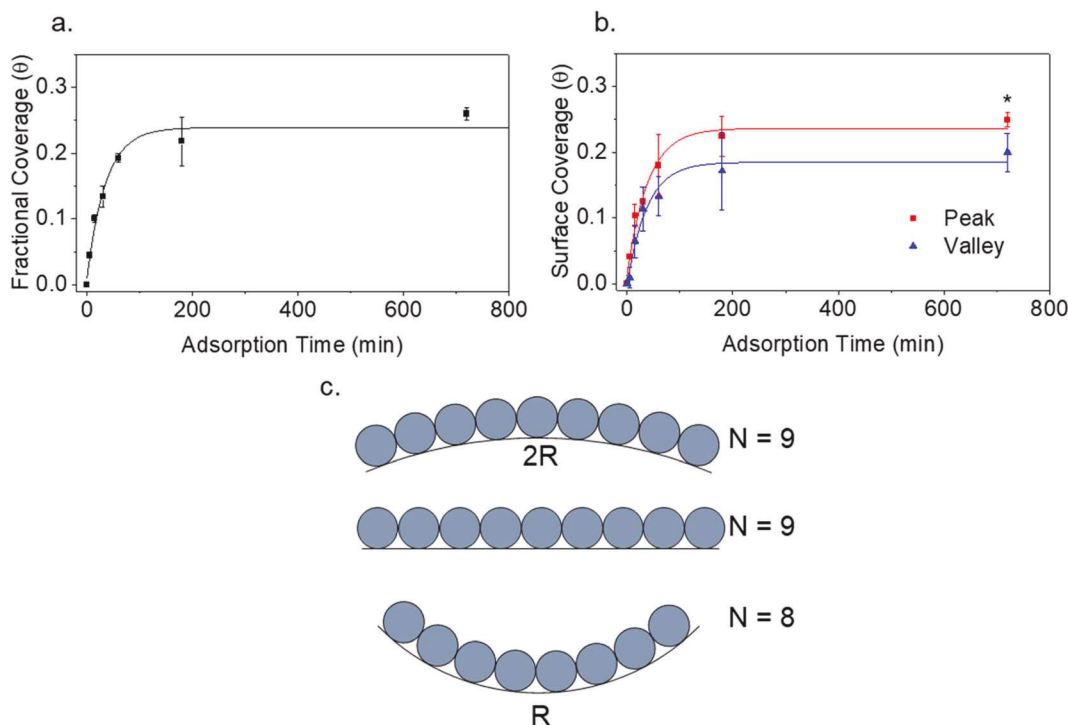 a.
Fractional Coverage (θ)
0.3
0.2
0.1
0.0
0 200 400 600 800
Adsorption Time (min)
b.
Surface Coverage (θ)
0.3
0.2
0.1
0.0
*
Peak
Valley
0 200 400 600 800
Adsorption Time (min)
c.
2R
N = 9
N = 9
N = 8
R